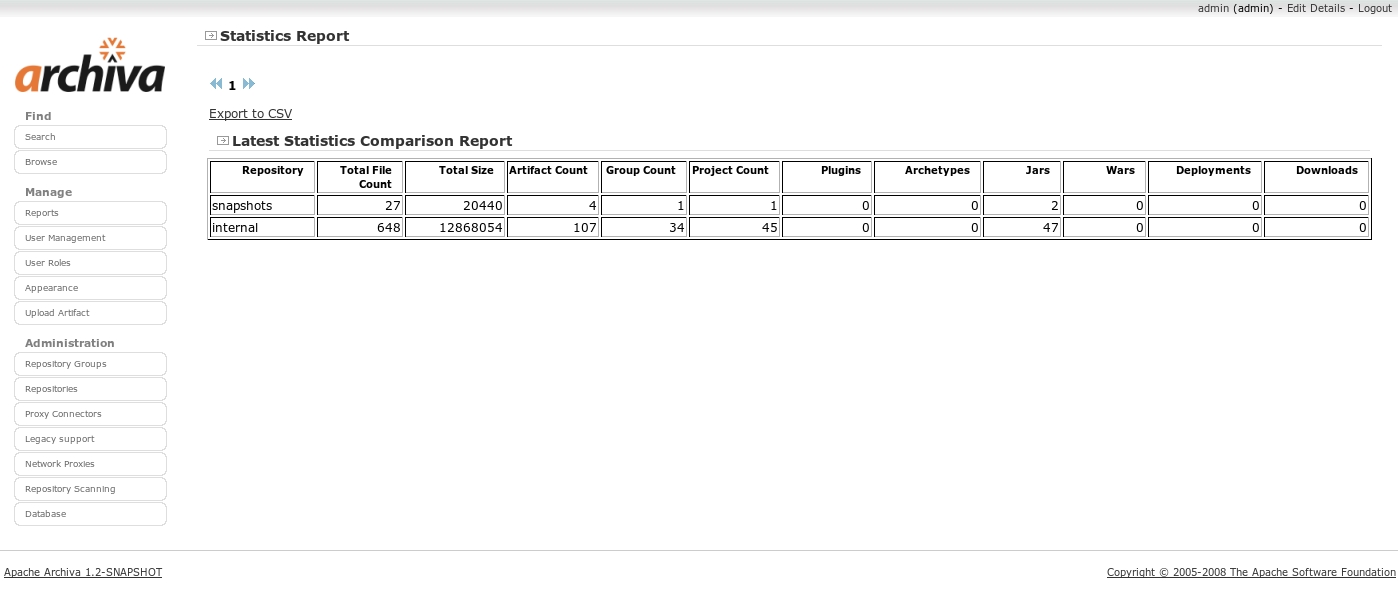 admin (admin) - Edit Details - Logout
archiva
Find
Search
Browse
Manage
Reports
User Management
User Roles
Appearance
Upload Artifact
Administration
Repository Groups
Repositories
Proxy Connectors
Legacy support
Network Proxies
Repository Scanning
Database
Statistics Report
1
Export to CSV
Latest Statistics Comparison Report
Repository Total File Count Total Size Artifact Count Group Count Project Count Plugins Archetypes Jars Wars Deployments Downloads
snapshots 27 20440 4 1 1 0 0 2 0 0 0
internal 648 12868054 107 34 45 0 0 47 0 0 0
Apache Archiva 1.2-SNAPSHOT
Copyright © 2005-2008 The Apache Software Foundation